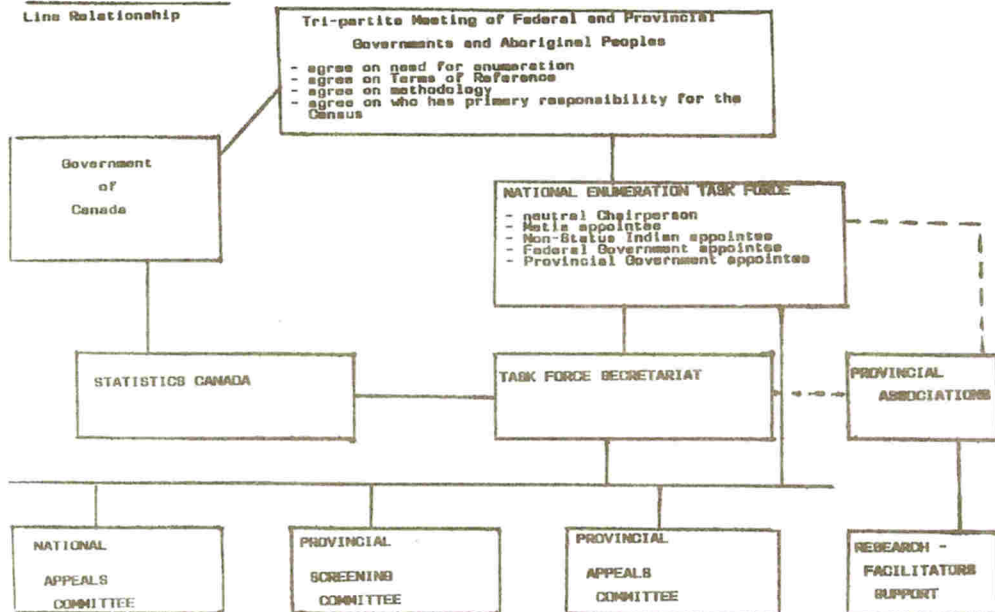 Line Relationship
Tri-partite Meeting of Federal and Provincial
Governments and Aboriginal Peoples
- agree on need for enumeration
- agree on Terms of Reference
- agree on methodology
- agree on who has primary responsibility for the
Census
Government
of
Canada
NATIONAL ENUMERATION TASK FORCE
- neutral Chairperson
- Metis appointee
- Non-Status Indian appointee
- Federal Government appointee
- Provincial Government appointee
STATISTICS CANADA
TASK FORCE SECRETARIAT
PROVINCIAL
ASSOCIATIONS
NATIONAL
APPEALS
COMMITTEE
PROVINCIAL
SCREENING
COMMITTEE
PROVINCIAL
APPEALS
COMMITTEE
RESEARCH -
FACILITATORS
SUPPORT